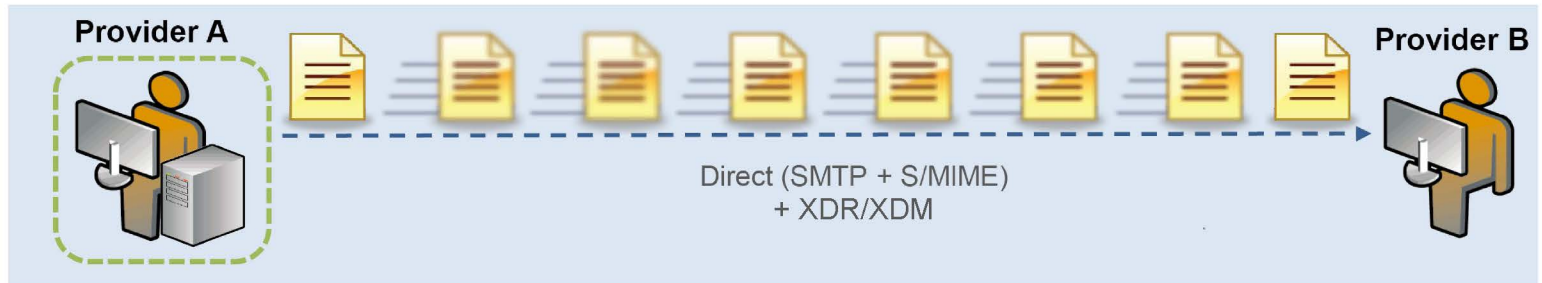 Provider A
Provider B
Direct (SMTP + S/MIME)
+ XDR/XDM